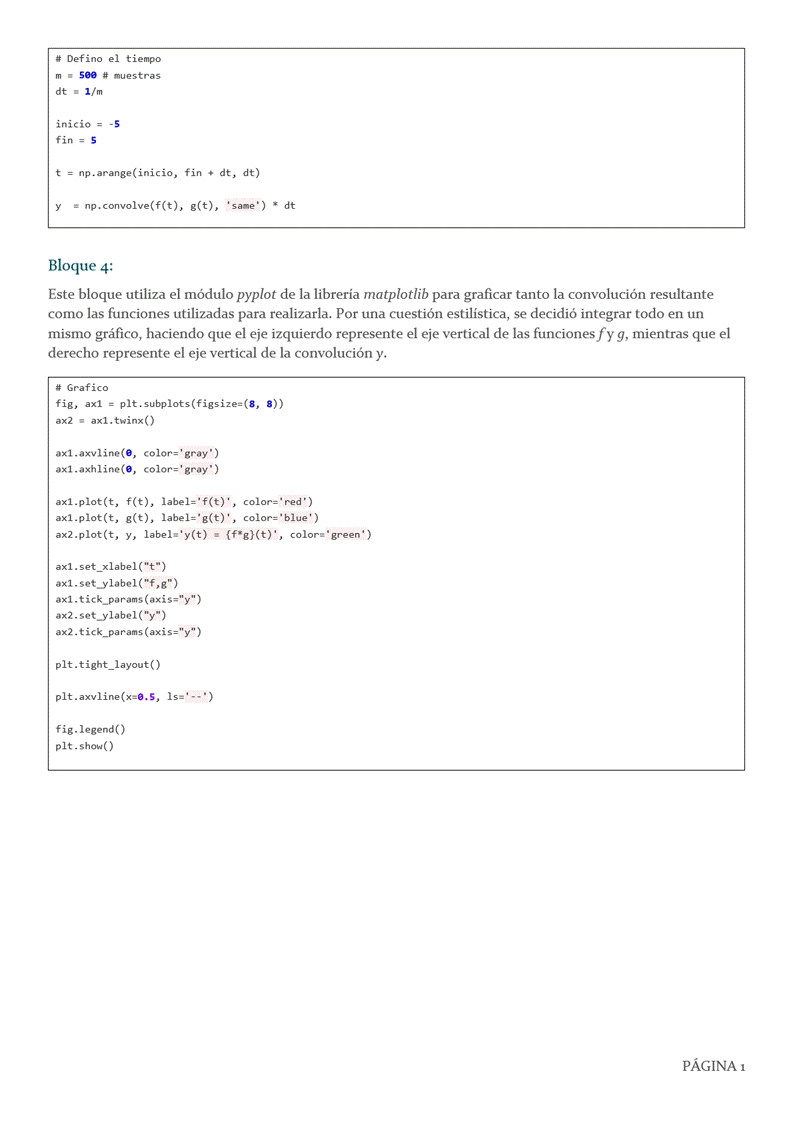 # Defino el tiempo
m = 500 # muestras
dt = 1/m
inicio = -5
fin = 5
t = np.arange(inicio, fin + dt, dt)
y  = np.convolve(f(t), g(t), 'same') * dt
Bloque 4:
Este bloque utiliza el módulo pyplot de la librería matplotlib para graficar tanto la convolución resultante
como las funciones utilizadas para realizarla. Por una cuestión estilística, se decidió integrar todo en un
mismo gráfico, haciendo que el eje izquierdo represente el eje vertical de las funciones f y g, mientras que el
derecho represente el eje vertical de la convolución y.
# Grafico
fig, ax1 = plt.subplots(figsize=(8, 8))
ax2 = ax1.twinx()
ax1.axvline(0, color='gray')
ax1.axhline(0, color='gray')
ax1.plot(t, f(t), label='f(t)', color='red')
ax1.plot(t, g(t), label='g(t)', color='blue')
ax2.plot(t, y, label='y(t) = {f*g}(t)', color='green')
ax1.set_xlabel("t")
ax1.set_ylabel("f,g")
ax1.tick_params(axis="y")
ax2.set_ylabel("y")
ax2.tick_params(axis="y")
plt.tight_layout()
plt.axvline(x=0.5, ls='--')
fig.legend()
plt.show()
PÁGINA 1